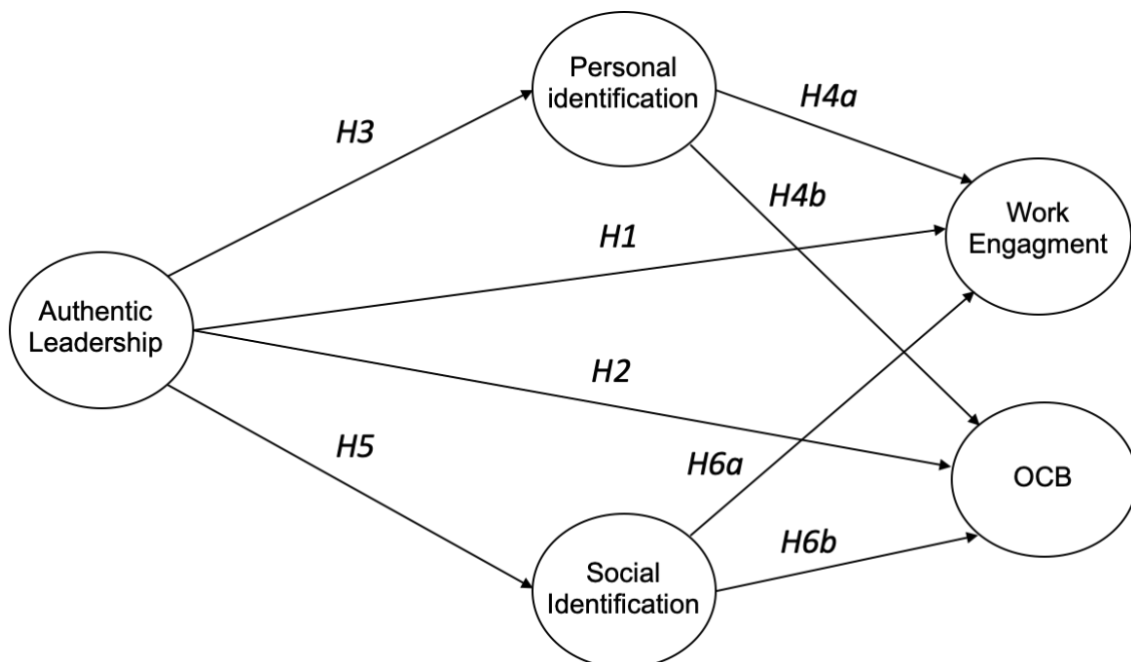 Personal
identification
H4a
H3
H4b
Work
Engagment
H1
Authentic
Leadership
H2
H5
H6a
OCB
H6b
Social
Identification